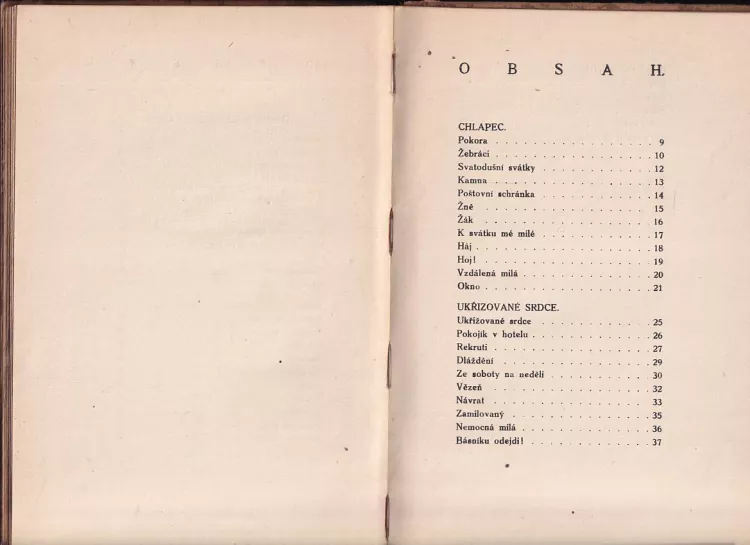 O B S A H.
CHLAPEC.
Pokora . . . . . . . . . . . . . . . . . 9
Žebráci . . . . . . . . . . . . . . . . . 10
Svatodušní svátky . . . . . . . . . . . . 12
Kamna . . . . . . . . . . . . . . . . . 13
Poštovní schránka . . . . . . . . . . . . 14
Žně . . . . . . . . . . . . . . . . . 15
Žák . . . . . . . . . . . . . . . . . 16
K svátku mé milé . . . . . . . . . . . . 17
Háj . . . . . . . . . . . . . . . . . . 18
Hoj! . . . . . . . . . . . . . . . . . . 19
Vzdálená milá . . . . . . . . . . . . . . 20
Okno . . . . . . . . . . . . . . . . . 21
UKŘIŽOVANÉ SRDCE.
Ukřižované srdce . . . . . . . . . . . 25
Pokojík v hotelu . . . . . . . . . . . . . 26
Rekruti . . . . . . . . . . . . . . . . 27
Dláždění . . . . . . . . . . . . . . . . 29
Ze soboty na neděli . . . . . . . . . . . 30
Vězeň . . . . . . . . . . . . . . . . 32
Návrat . . . . . . . . . . . . . . . . 33
Zamilovaný . . . . . . . . . . . . . . . 35
Nemocná milá . . . . . . . . . . . . . . 36
Básníku odejdi! . . . . . . . . . . . . . 37